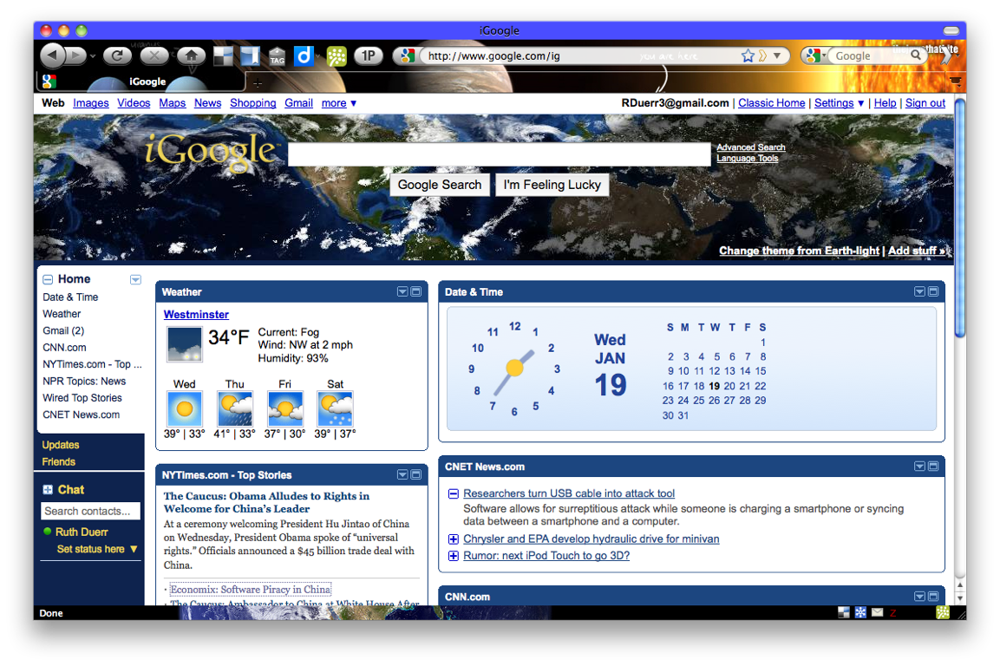 iGoogle
TAG
1P
http://www.google.com/ig
you are here
Google
iGoogle
Web Images Videos Maps News Shopping Gmail more ▼
RDuerr3@gmail.com | Classic Home | Settings ▼ | Help | Sign out
iGoogle™
Advanced Search
Language Tools
Google Search
I'm Feeling Lucky
Change theme from Earth-light | Add stuff »
Home
Date & Time
Weather
Gmail (2)
CNN.com
NYTimes.com - Top ...
NPR Topics: News
Wired Top Stories
CNET News.com
Updates
Friends
Chat
Search contacts...
Ruth Duerr
Set status here ▼
Weather
Westminster
34°F
Current: Fog
Wind: NW at 2 mph
Humidity: 93%
Wed Thu Fri Sat
39° | 33° 41° | 33° 37° | 30° 39° | 37°
NYTimes.com - Top Stories
The Caucus: Obama Alludes to Rights in
Welcome for China's Leader
At a ceremony welcoming President Hu Jintao of China
on Wednesday, President Obama spoke of "universal
rights." Officials announced a $45 billion trade deal with
China.
· Economix: Software Piracy in China
· The Caucus: Ambassador to China at White House After
Date & Time
12 1 2 3 4 5 6 7 8 9 10 11
Wed
JAN
19
S M T W T F S
1
2 3 4 5 6 7 8
9 10 11 12 13 14 15
16 17 18 19 20 21 22
23 24 25 26 27 28 29
30 31
CNET News.com
Researchers turn USB cable into attack tool
Software allows for surreptitious attack while someone is charging a smartphone or syncing
data between a smartphone and a computer.
Chrysler and EPA develop hydraulic drive for minivan
Rumor: next iPod Touch to go 3D?
CNN.com
Done
Z